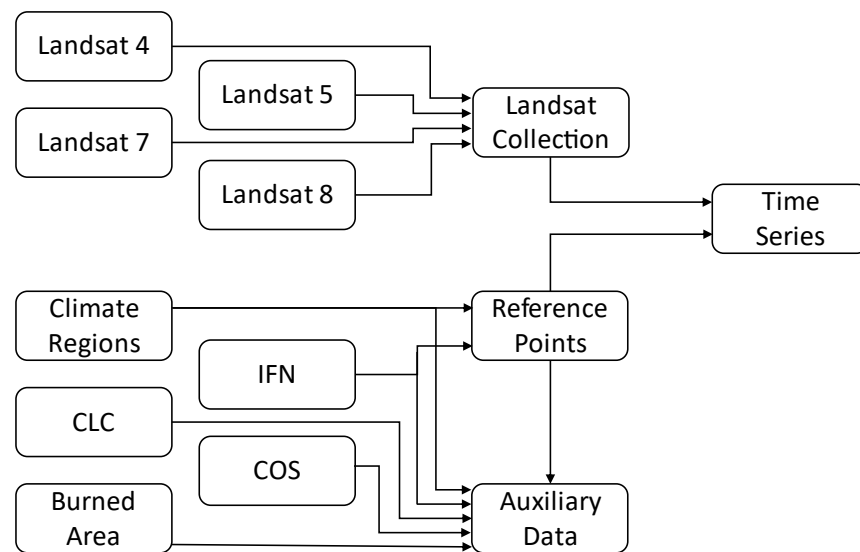 Landsat 4
Landsat 5
Landsat 7
Landsat 8
Landsat
Collection
Time
Series
Climate
Regions
Reference
Points
IFN
CLC
COS
Burned
Area
Auxiliary
Data